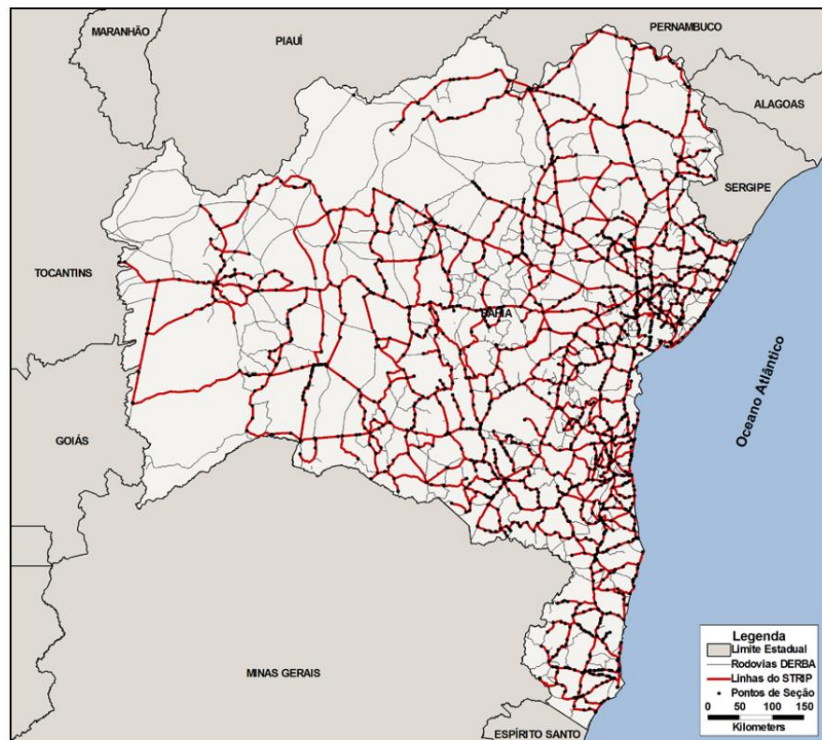 MARANHÃO
PIAUÍ
PERNAMBUCO
ALAGOAS
SERGIPE
TOCANTINS
BAHIA
Oceano Atlântico
GOIÁS
MINAS GERAIS
ESPÍRITO SANTO
Legenda
Limite Estadual
Rodovias DERBA
Linhas do STRIP
Pontos de Seção
0 50 100 150
Kilometers